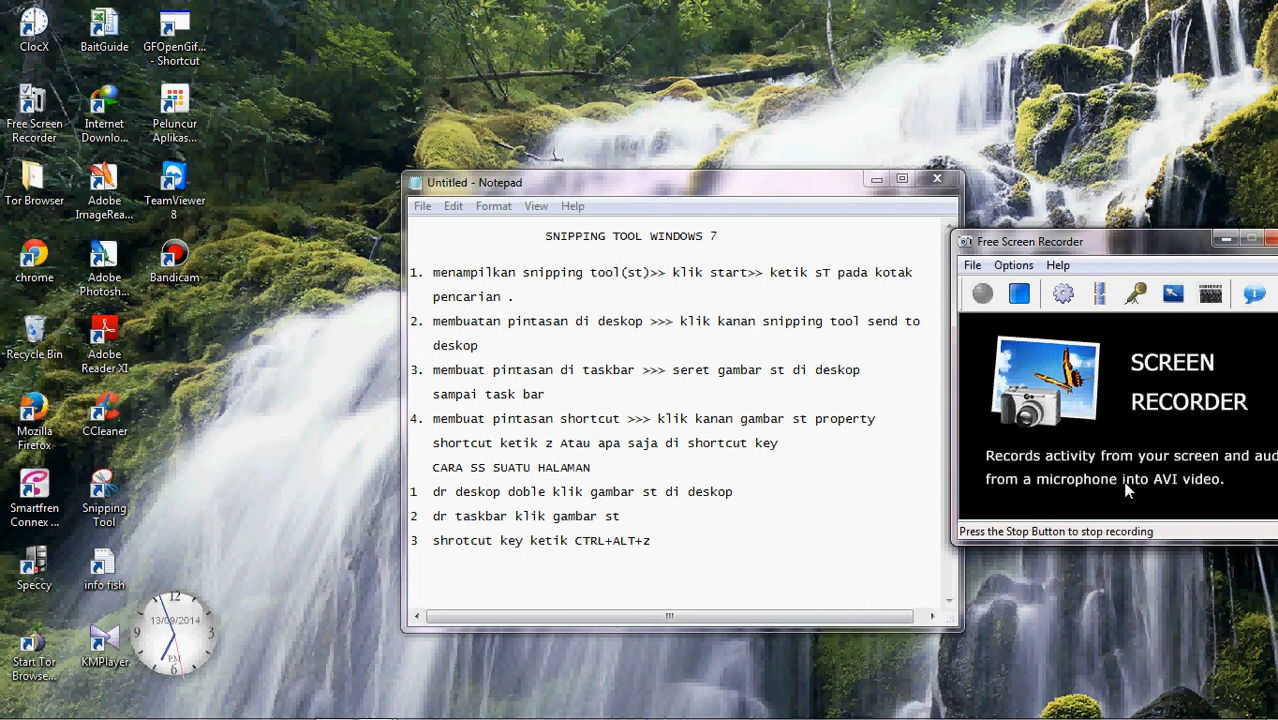 ClocX
BaitGuide
GFOpenGif...
- Shortcut
Free Screen
Recorder
Internet
Downlo...
Peluncur
Aplikas...
Tor Browser
Adobe
ImageRea...
TeamViewer
8
chrome
Adobe
Photosh...
Bandicam
Recycle Bin
Adobe
Reader XI
Mozilla
Firefox
CCleaner
Smartfren
Connex ...
Snipping
Tool
Speccy
info fish
Start Tor
Browse...
KMPlayer
12
13/09/2014
9
3
PM
6
Untitled - Notepad
File Edit Format View Help
SNIPPING TOOL WINDOWS 7
1. menampilkan snipping tool(st)>> klik start>> ketik sT pada kotak
pencarian .
2. membuatan pintasan di deskop >>> klik kanan snipping tool send to
deskop
3. membuat pintasan di taskbar >>> seret gambar st di deskop
sampai task bar
4. membuat pintasan shortcut >>> klik kanan gambar st property
shortcut ketik z Atau apa saja di shortcut key
CARA SS SUATU HALAMAN
1 dr deskop doble klik gambar st di deskop
2 dr taskbar klik gambar st
3 shrotcut key ketik CTRL+ALT+z
Free Screen Recorder
File Options Help
SCREEN
RECORDER
Records activity from your screen and aud
from a microphone into AVI video.
Press the Stop Button to stop recording